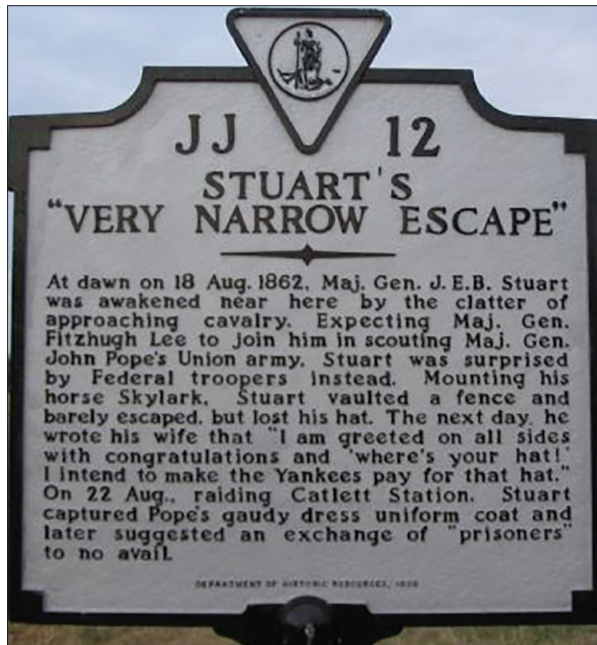 JJ 12
STUART'S
"VERY NARROW ESCAPE"
At dawn on 18 Aug. 1862, Maj. Gen. J.E.B. Stuart
was awakened near here by the clatter of
approaching cavalry. Expecting Maj. Gen.
Fitzhugh Lee to join him in scouting Maj. Gen.
John Pope's Union army, Stuart was surprised
by Federal troopers instead. Mounting his
horse Skylark, Stuart vaulted a fence and
barely escaped, but lost his hat. The next day, he
wrote his wife that "I am greeted on all sides
with congratulations and 'where's your hat!'
I intend to make the Yankees pay for that hat."
On 22 Aug., raiding Catlett Station, Stuart
captured Pope's gaudy dress uniform coat and
later suggested an exchange of "prisoners"
to no avail.
DEPARTMENT OF HISTORIC RESOURCES,